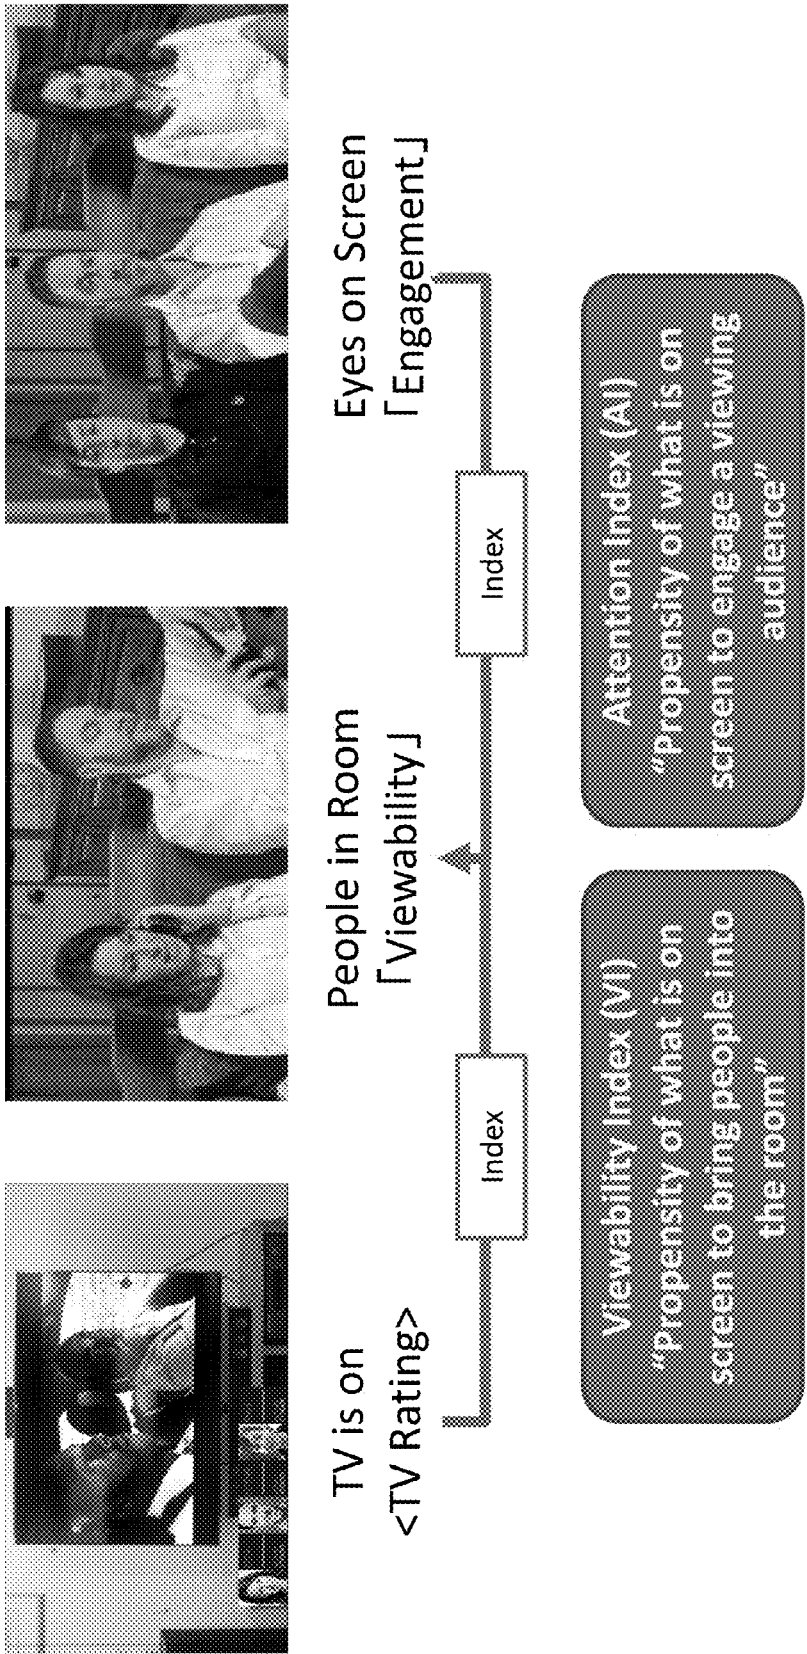 TV is on
<TV Rating>
People in Room
「Viewability」
Eyes on Screen
「Engagement」
Index
Index
Viewability Index (VI)
“Propensity of what is on
screen to bring people into
the room”
Attention Index (AI)
“Propensity of what is on
screen to engage a viewing
audience”